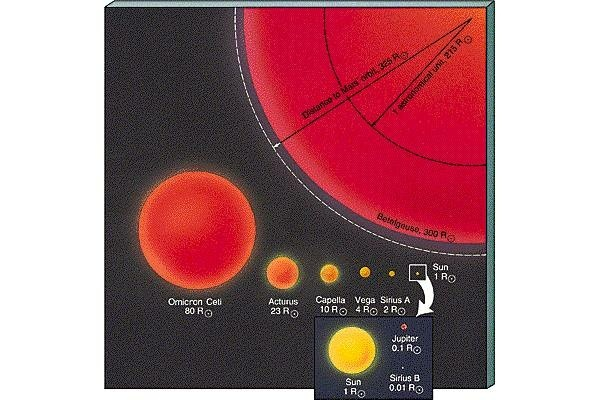 Distance to Mars' orbit, 325 R☉
1 astronomical unit, 215 R☉
Betelgeuse, 300 R☉
Omicron Ceti
80 R☉
Acturus
23 R☉
Capella
10 R☉
Vega
4 R☉
Sirius A
2 R☉
Sun
1 R☉
Sun
1 R☉
Jupiter
0.1 R☉
Sirius B
0.01 R☉